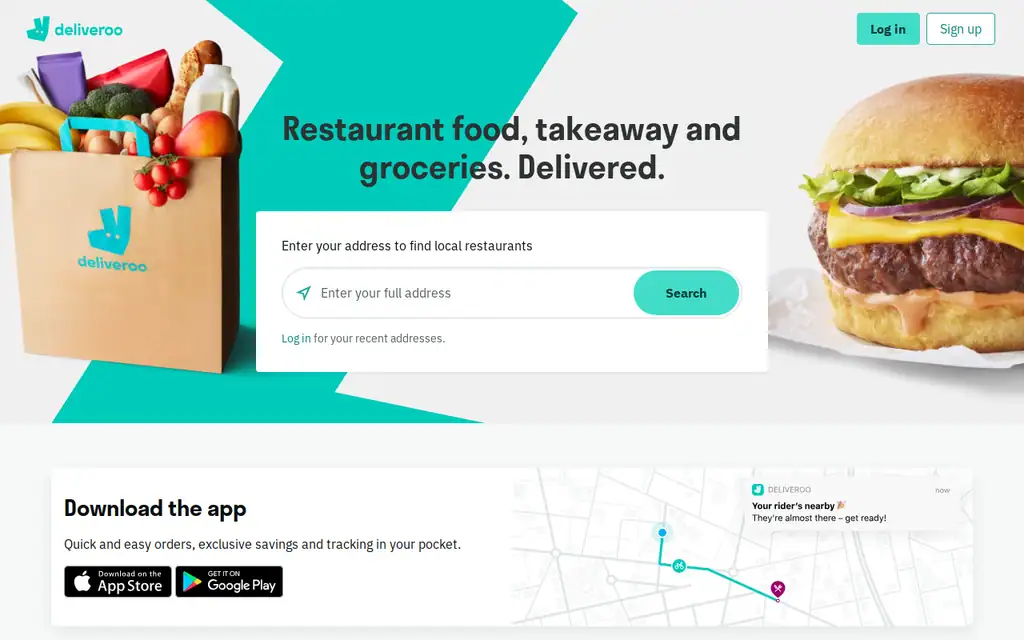 deliveroo
Log in
Sign up
Restaurant food, takeaway and
groceries. Delivered.
deliveroo
Enter your address to find local restaurants
Enter your full address
Search
Log in for your recent addresses.
Download the app
Quick and easy orders, exclusive savings and tracking in your pocket.
Download on the
App Store
GET IT ON
Google Play
DELIVEROO
now
Your rider's nearby 🎉
They're almost there – get ready!